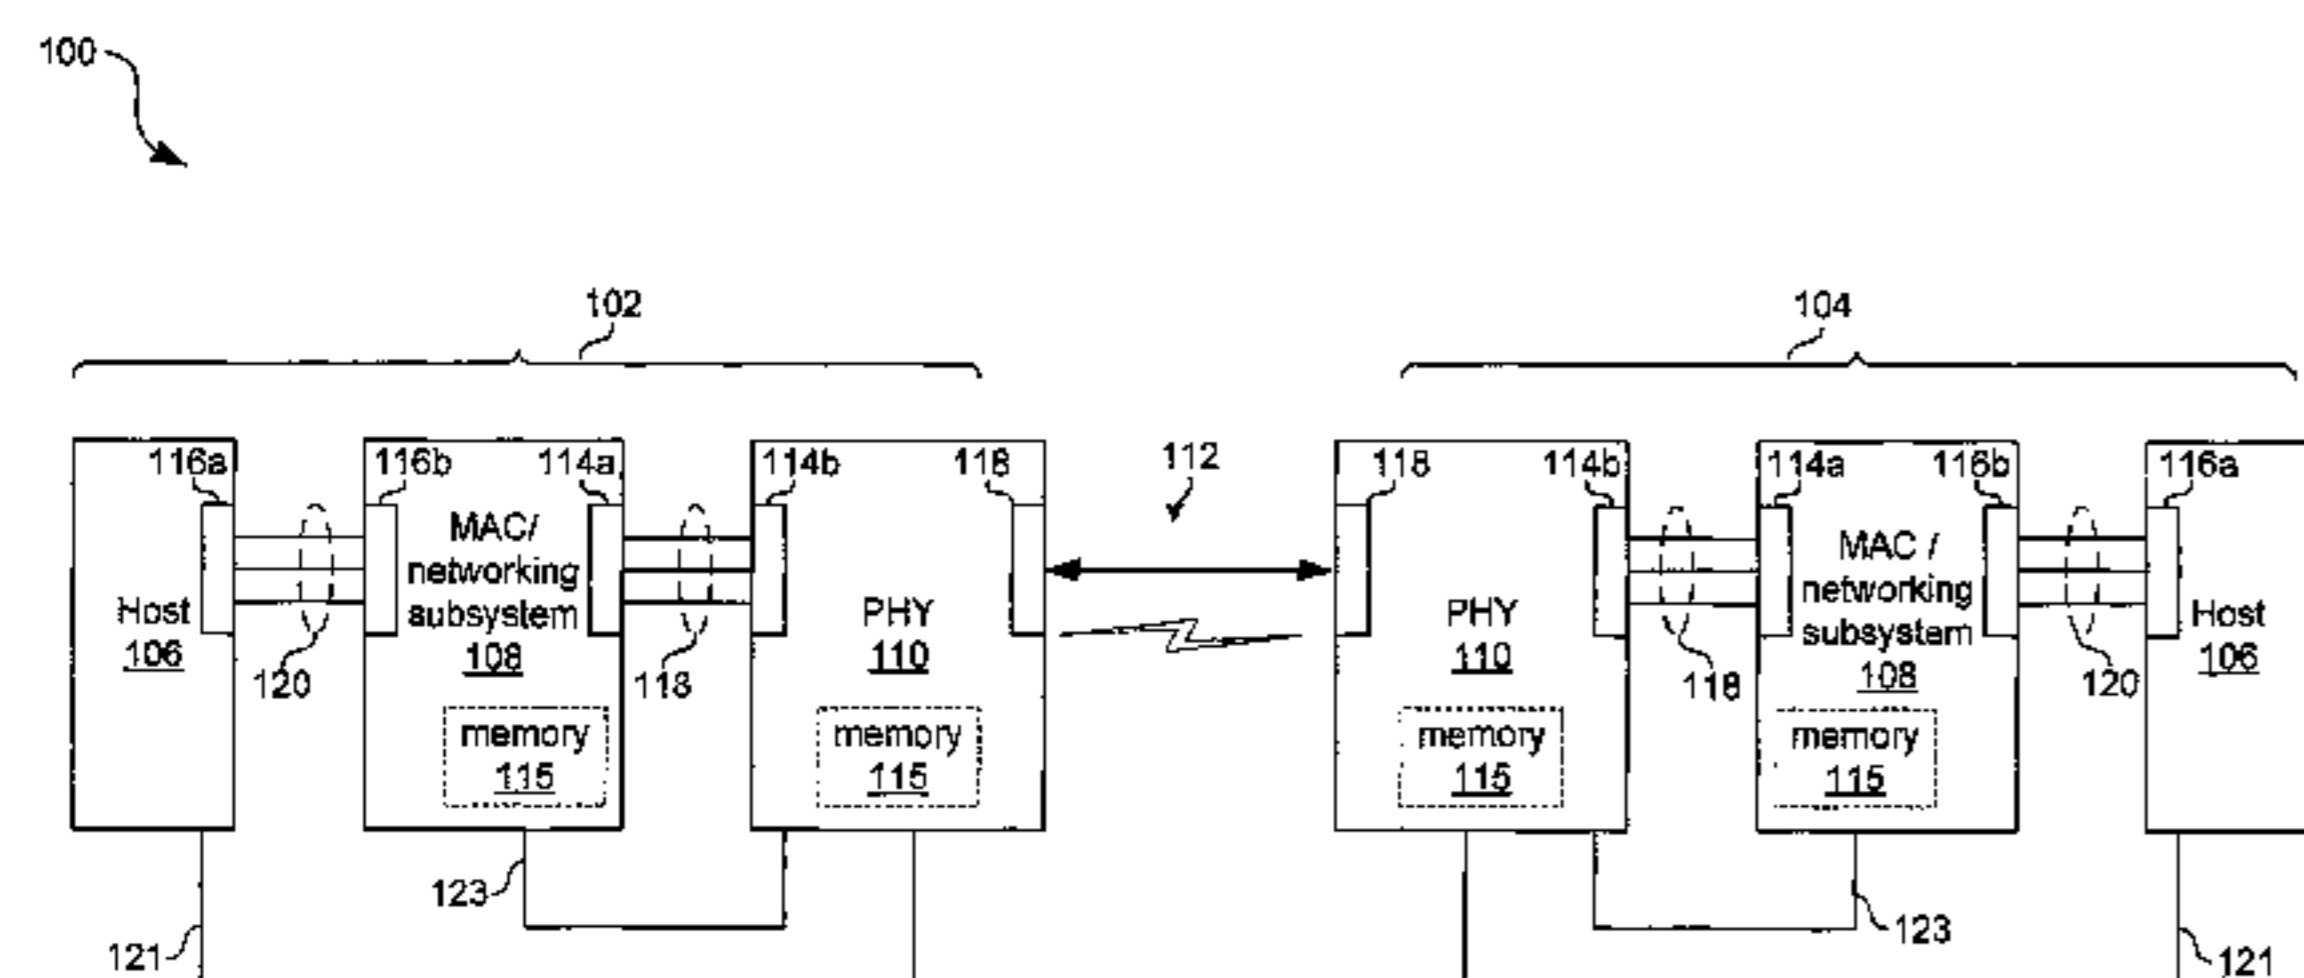 100
102
104
116a
116b
114a
114b
118
112
118
114b
114a
116b
116a
MAC/
networking
subsystem
108
MAC /
networking
subsystem
108
Host
106
PHY
110
PHY
110
Host
106
120
118
118
120
memory
115
memory
115
memory
115
memory
115
123
123
121
121